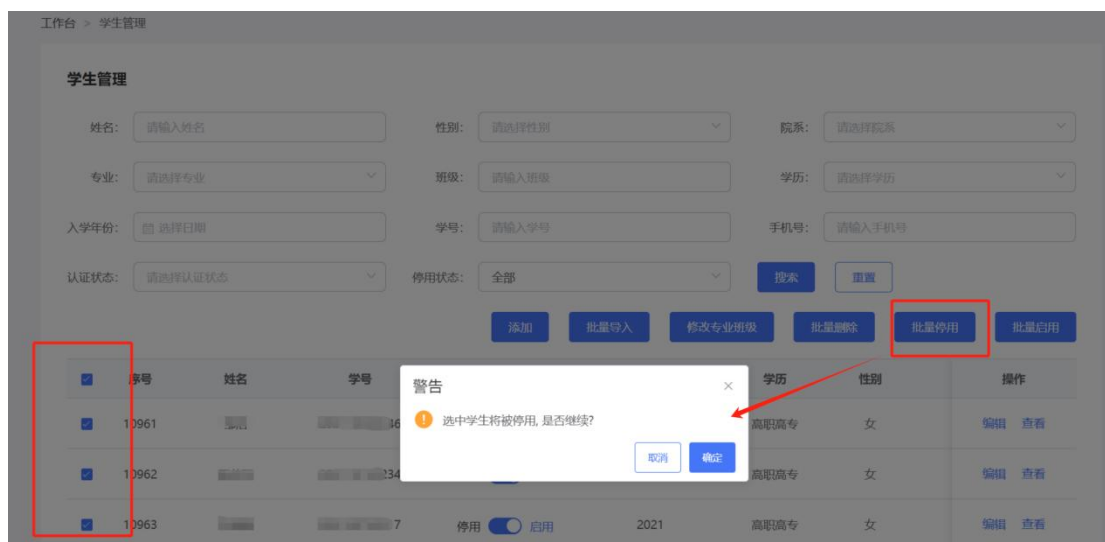 工作台 > 学生管理
学生管理
姓名: 请输入姓名 性别: 请选择性别 院系: 请选择院系
专业: 请选择专业 班级: 请输入班级 学历: 请选择学历
入学年份: 选择日期 学号: 请输入学号 手机号: 请输入手机号
认证状态: 请选择认证状态 停用状态: 全部 搜索 重置
添加 批量导入 修改专业班级 批量删除 批量停用 批量启用
序号 姓名 学号 学历 性别 操作
警告 ×
! 选中学生将被停用, 是否继续?
取消 确定
10961 46 高职高专 女 编辑 查看
10962 234 高职高专 女 编辑 查看
10963 7 停用 启用 2021 高职高专 女 编辑 查看